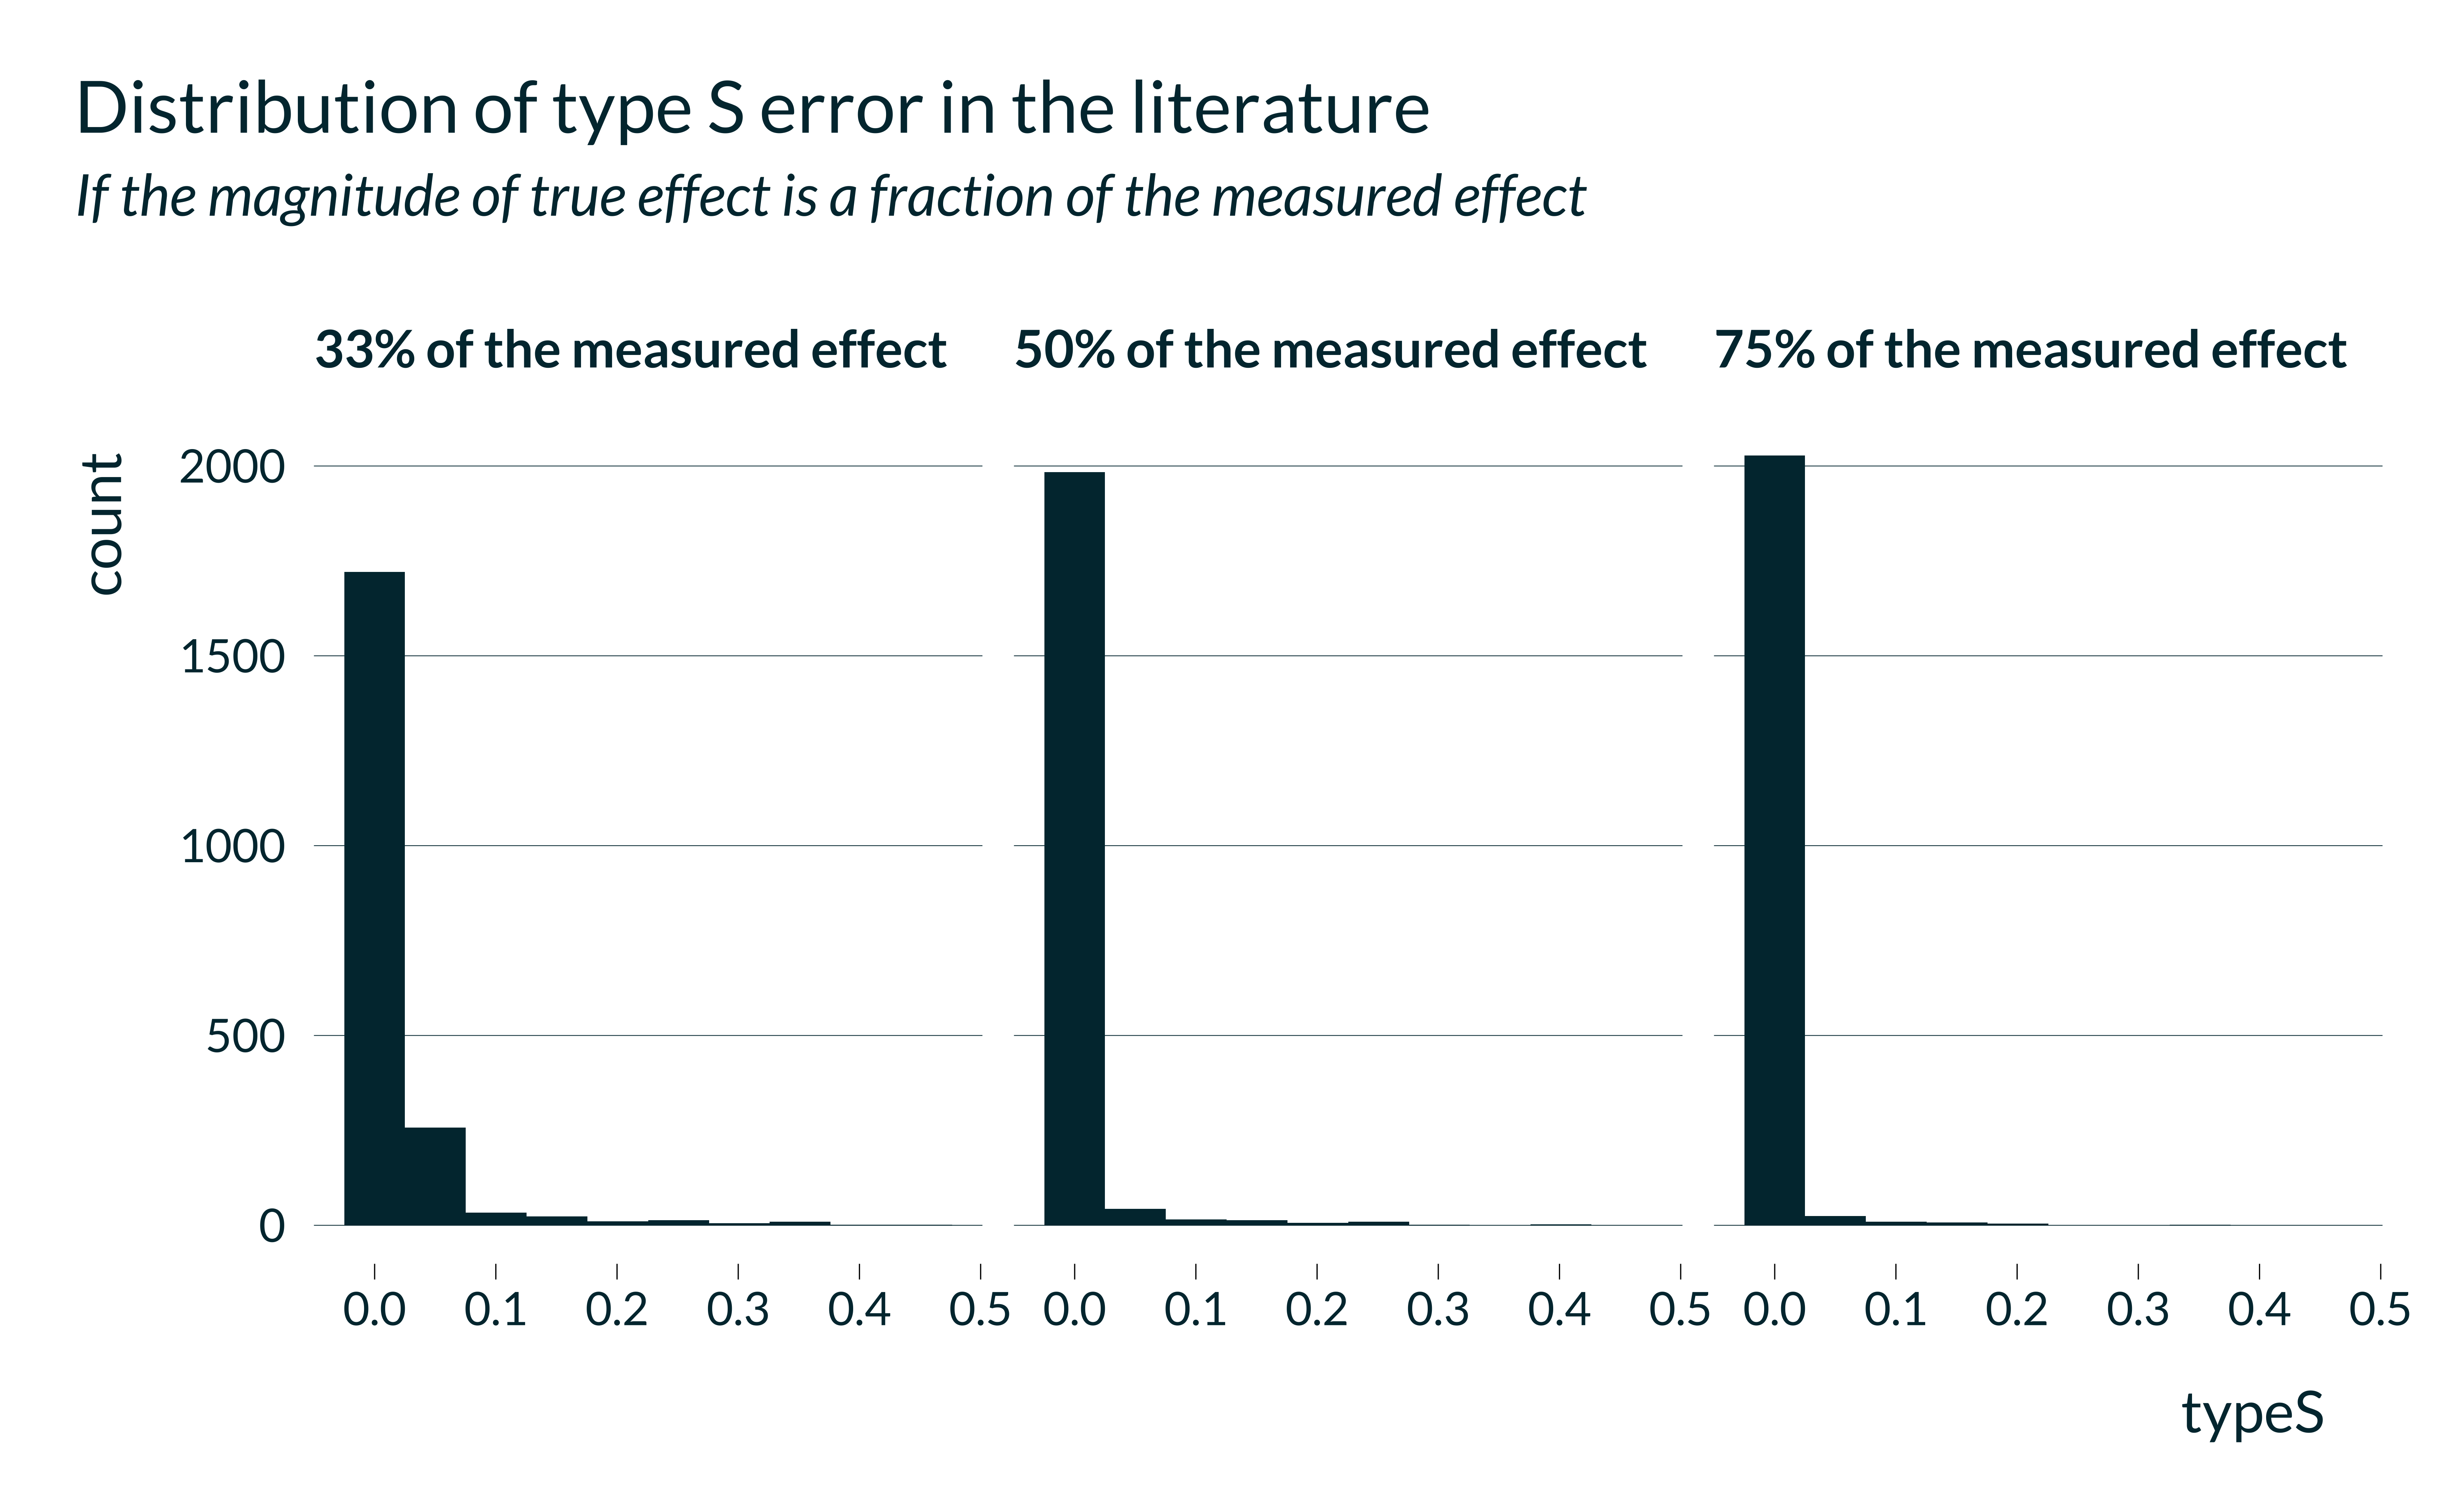 Distribution of type S error in the literature
If the magnitude of true effect is a fraction of the measured effect
33% of the measured effect 50% of the measured effect 75% of the measured effect
count
2000
1500
1000
500
0
0.0 0.1 0.2 0.3 0.4 0.5 0.0 0.1 0.2 0.3 0.4 0.5 0.0 0.1 0.2 0.3 0.4 0.5
typeS